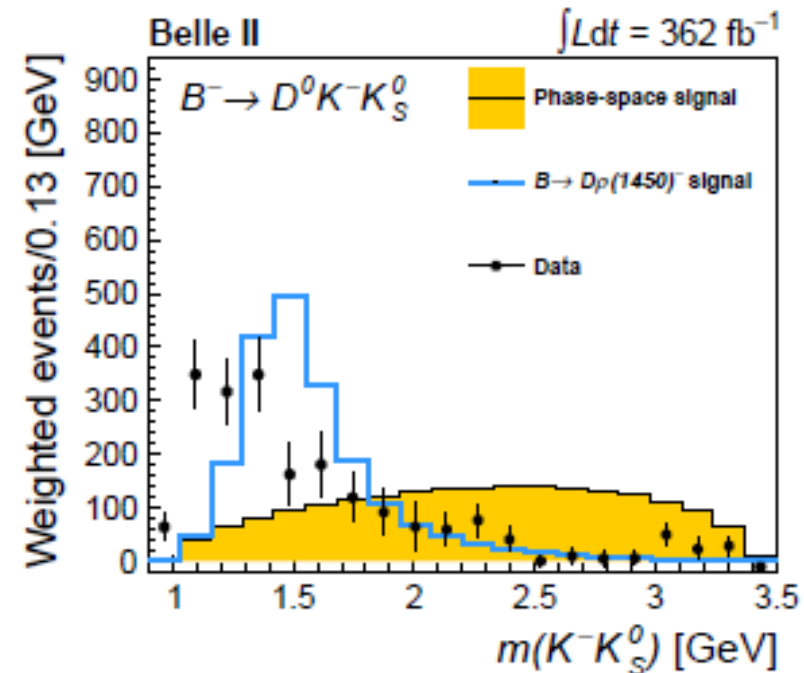 Belle II ∫Ldt = 362 fb⁻¹
B⁻→ D⁰K⁻K⁰_S
Phase-space signal
B→ Dρ(1450)⁻ signal
Data
Weighted events/0.13 [GeV]
900
800
700
600
500
400
300
200
100
0
1 1.5 2 2.5 3 3.5
m(K⁻K⁰_S) [GeV]